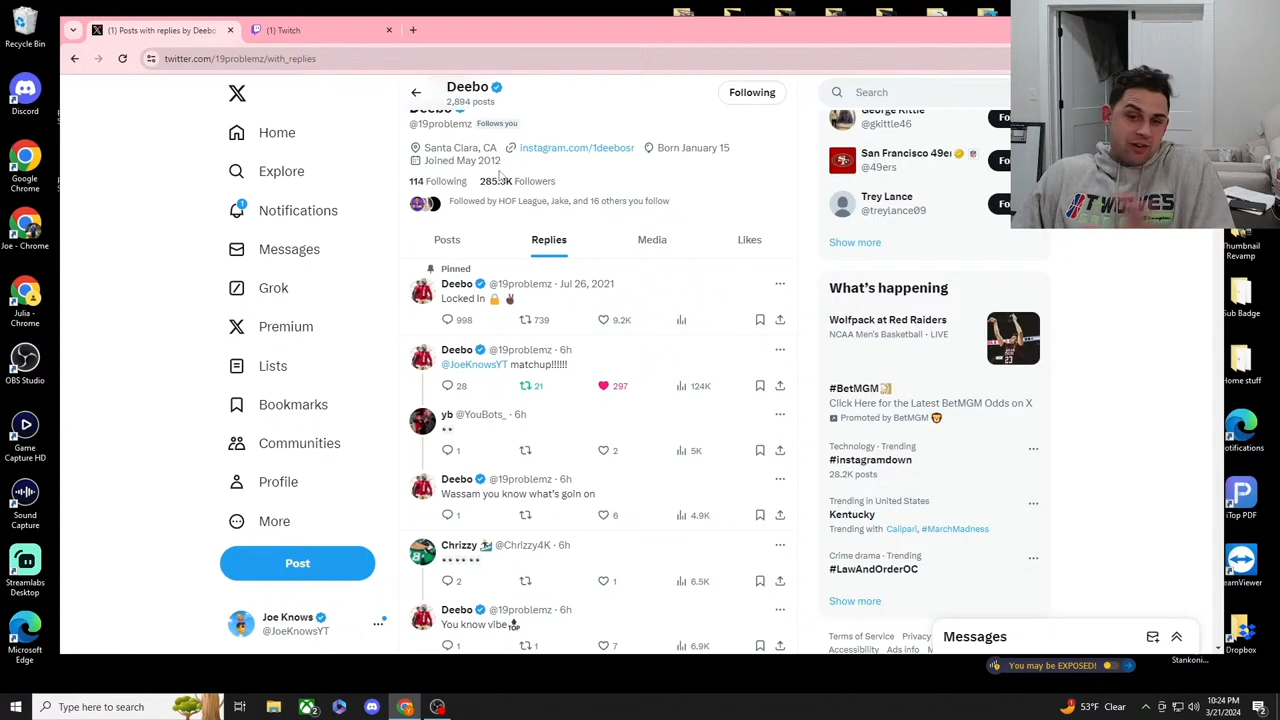 Recycle Bin
Discord
Google
Chrome
Joe - Chrome
Julia -
Chrome
OBS Studio
Game
Capture HD
Sound
Capture
Streamlabs
Desktop
Microsoft
Edge
(1) Posts with replies by Deebo
(1) Twitch
twitter.com/19problemz/with_replies
Home
Explore
Notifications
Messages
Grok
Premium
Lists
Bookmarks
Communities
Profile
More
Post
Joe Knows
@JoeKnowsYT
Deebo
2,894 posts
Following
Deebo
@19problemz Follows you
Santa Clara, CA instagram.com/1deebosr Born January 15
Joined May 2012
114 Following Followers
Followed by HOF League, Jake, and 16 others you follow
Posts Replies Media Likes
Pinned
Deebo @19problemz · Jul 26, 2021
Locked In
998 739 9.2K
Deebo @19problemz · 6h
@JoeKnowsYT matchup!!!!!!
28 21 297 124K
yb @YouBots_ · 6h
1 2 5K
Deebo @19problemz · 6h
Wassam you know what's goin on
1 6 4.9K
Chrizzy @Chrizzy4K · 6h
2 1 6.5K
Deebo @19problemz · 6h
You know vibe TOP
1 1 7 6.9K
Search
George Kittle
@gkittle46
Fo
San Francisco 49e
@49ers
Fo
Trey Lance
@treylance09
Fo
Show more
What's happening
Wolfpack at Red Raiders
NCAA Men's Basketball · LIVE
#BetMGM
Click Here for the Latest BetMGM Odds on X
Promoted by BetMGM
Technology · Trending
#instagramdown
28.2K posts
Trending in United States
Kentucky
Trending with Calipari, #MarchMadness
Crime drama · Trending
#LawAndOrderOC
Show more
Terms of Service Privacy
Accessibility Ads info
Messages
You may be EXPOSED!
WOLVES
Thumbnail
Revamp
Sub Badge
Home stuff
otifications
iTop PDF
eamViewer
Dropbox
Stankoni...
Type here to search
53°F Clear
10:24 PM
3/21/2024
2